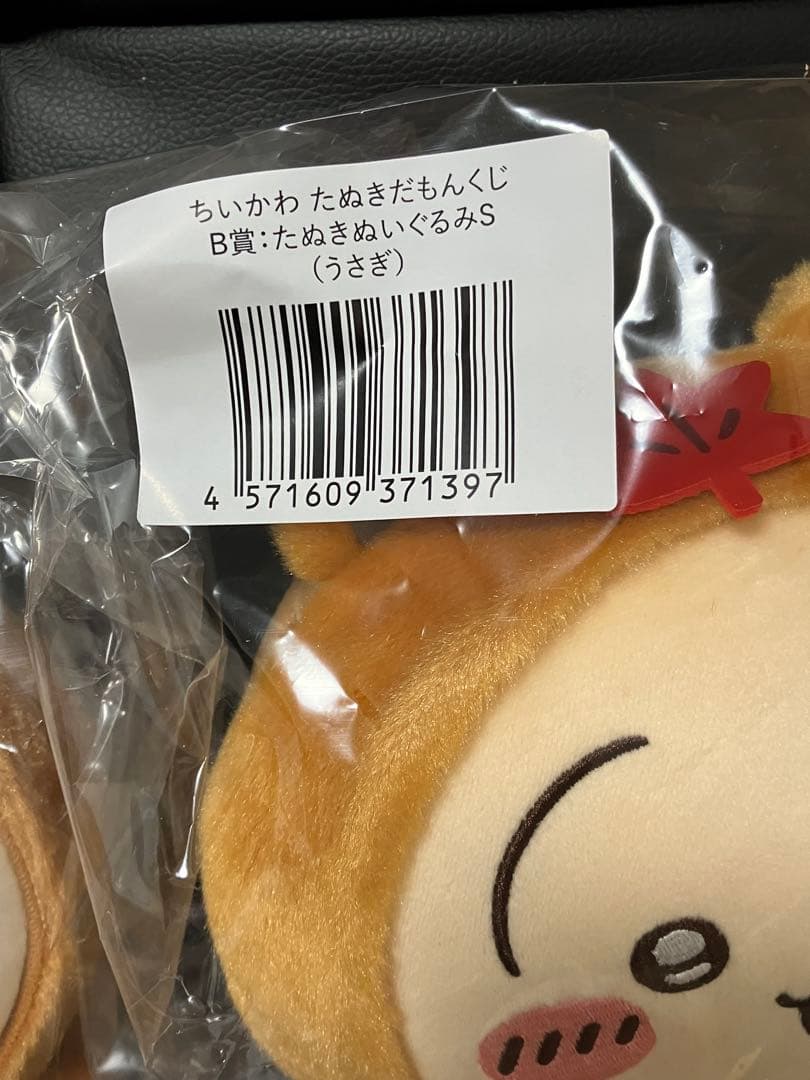 ちいかわ たぬきだもんくじ
B賞：たぬきぬいぐるみS
（うさぎ）
4 571609 371397